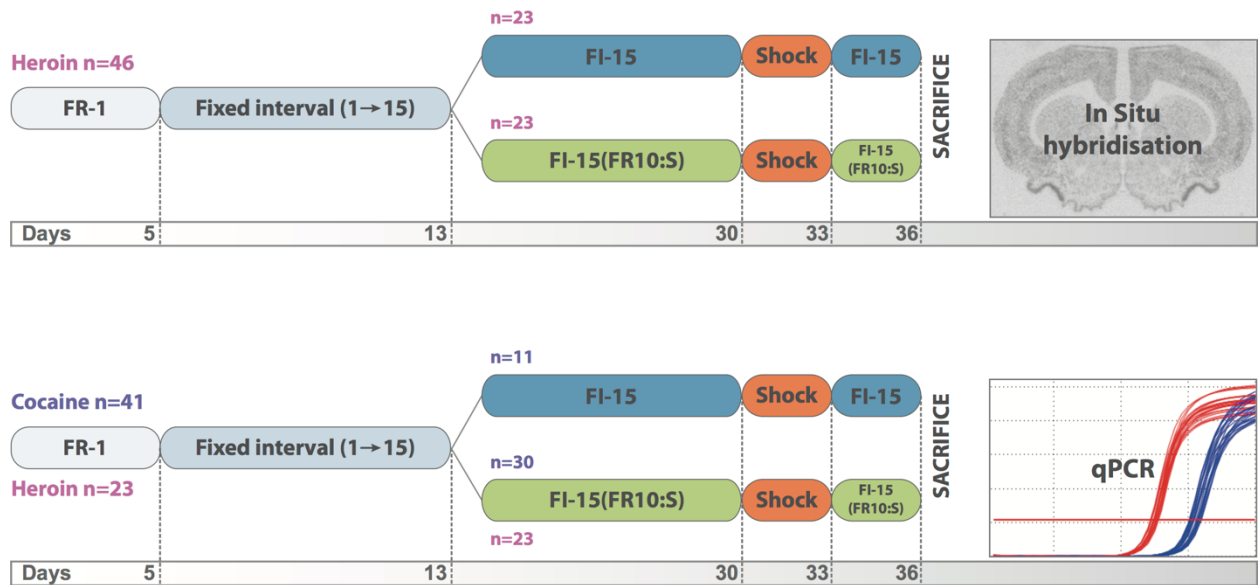 n=23
Heroin n=46
FI-15
Shock
FI-15
FR-1
Fixed interval (1→15)
SACRIFICE
In Situ
hybridisation
n=23
FI-15(FR10:S)
Shock
FI-15
(FR10:S)
Days 5 13 30 33 36
n=11
Cocaine n=41
FI-15
Shock
FI-15
FR-1
Fixed interval (1→15)
SACRIFICE
qPCR
Heroin n=23
n=30
FI-15(FR10:S)
Shock
FI-15
(FR10:S)
n=23
Days 5 13 30 33 36